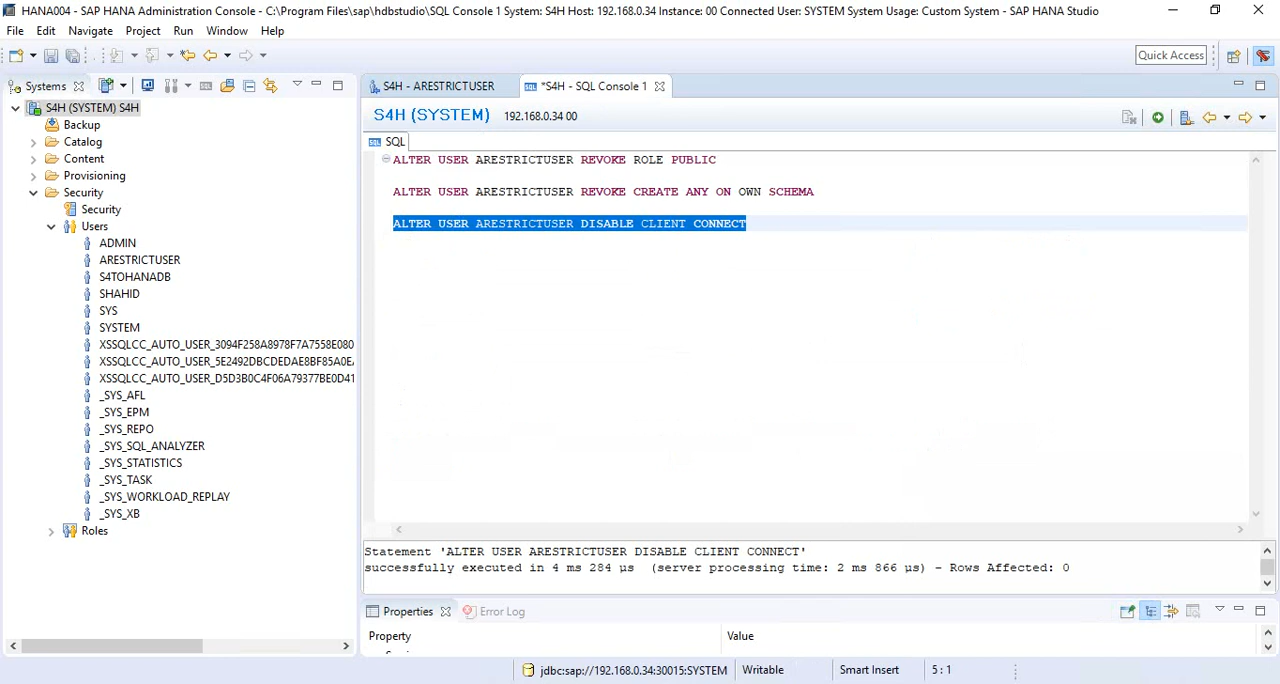 HANA004 - SAP HANA Administration Console - C:\Program Files\sap\hdbstudio\SQL Console 1 System: S4H Host: 192.168.0.34 Instance: 00 Connected User: SYSTEM System Usage: Custom System - SAP HANA Studio
File Edit Navigate Project Run Window Help
Quick Access
Systems
S4H (SYSTEM) S4H
Backup
Catalog
Content
Provisioning
Security
Security
Users
ADMIN
ARESTRICTUSER
S4TOHANADB
SHAHID
SYS
SYSTEM
XSSQLCC_AUTO_USER_3094F258A8978F7A7558E080
XSSQLCC_AUTO_USER_5E2492DBCDEDAE8BF85A0E
XSSQLCC_AUTO_USER_D5D3B0C4F06A79377BE0D41
_SYS_AFL
_SYS_EPM
_SYS_REPO
_SYS_SQL_ANALYZER
_SYS_STATISTICS
_SYS_TASK
_SYS_WORKLOAD_REPLAY
_SYS_XB
Roles
S4H - ARESTRICTUSER
*S4H - SQL Console 1
S4H (SYSTEM) 192.168.0.34 00
SQL
ALTER USER ARESTRICTUSER REVOKE ROLE PUBLIC
ALTER USER ARESTRICTUSER REVOKE CREATE ANY ON OWN SCHEMA
ALTER USER ARESTRICTUSER DISABLE CLIENT CONNECT
Statement 'ALTER USER ARESTRICTUSER DISABLE CLIENT CONNECT'
successfully executed in 4 ms 284 µs (server processing time: 2 ms 866 µs) - Rows Affected: 0
Properties Error Log
Property Value
jdbc:sap://192.168.0.34:30015:SYSTEM Writable Smart Insert 5 : 1